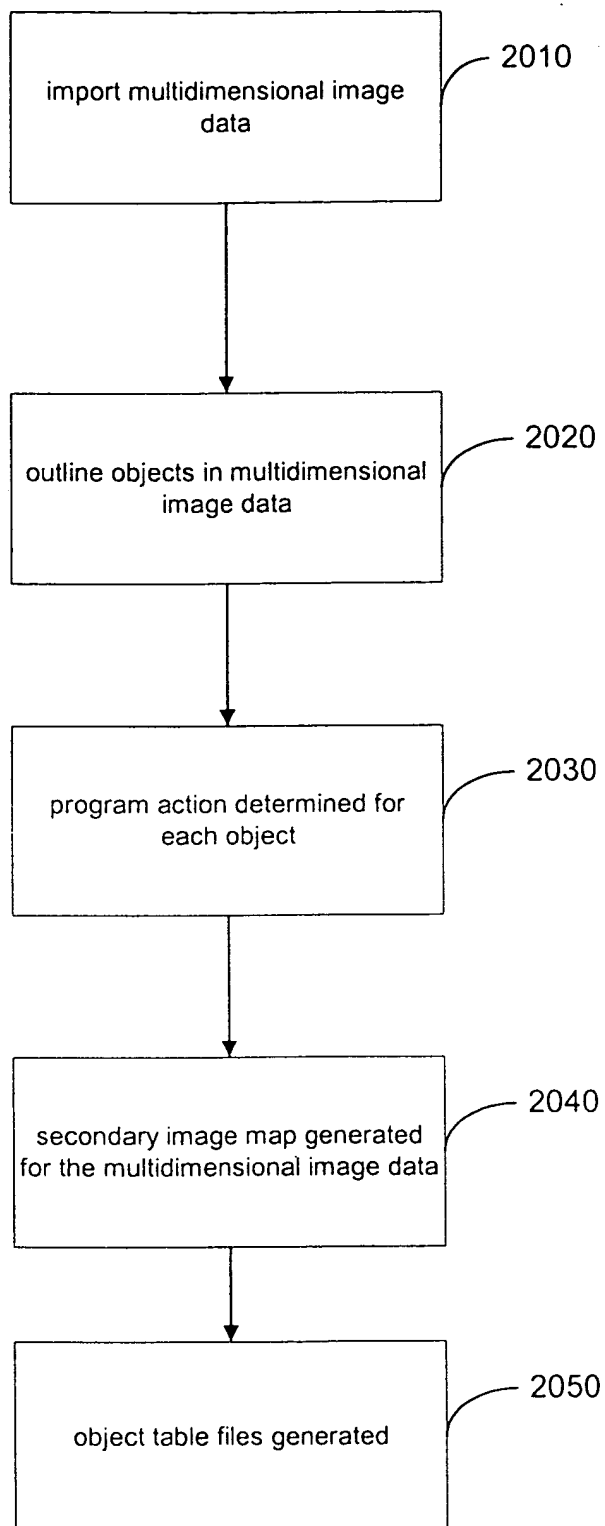 2010
import multidimensional image
data
2020
outline objects in multidimensional
image data
2030
program action determined for
each object
2040
secondary image map generated
for the multidimensional image data
2050
object table files generated